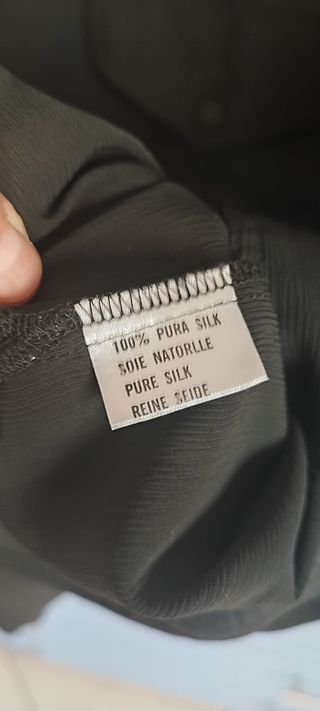 100% PURA SILK
SOIE NATORLLE
PURE SILK
REINE SEIDE